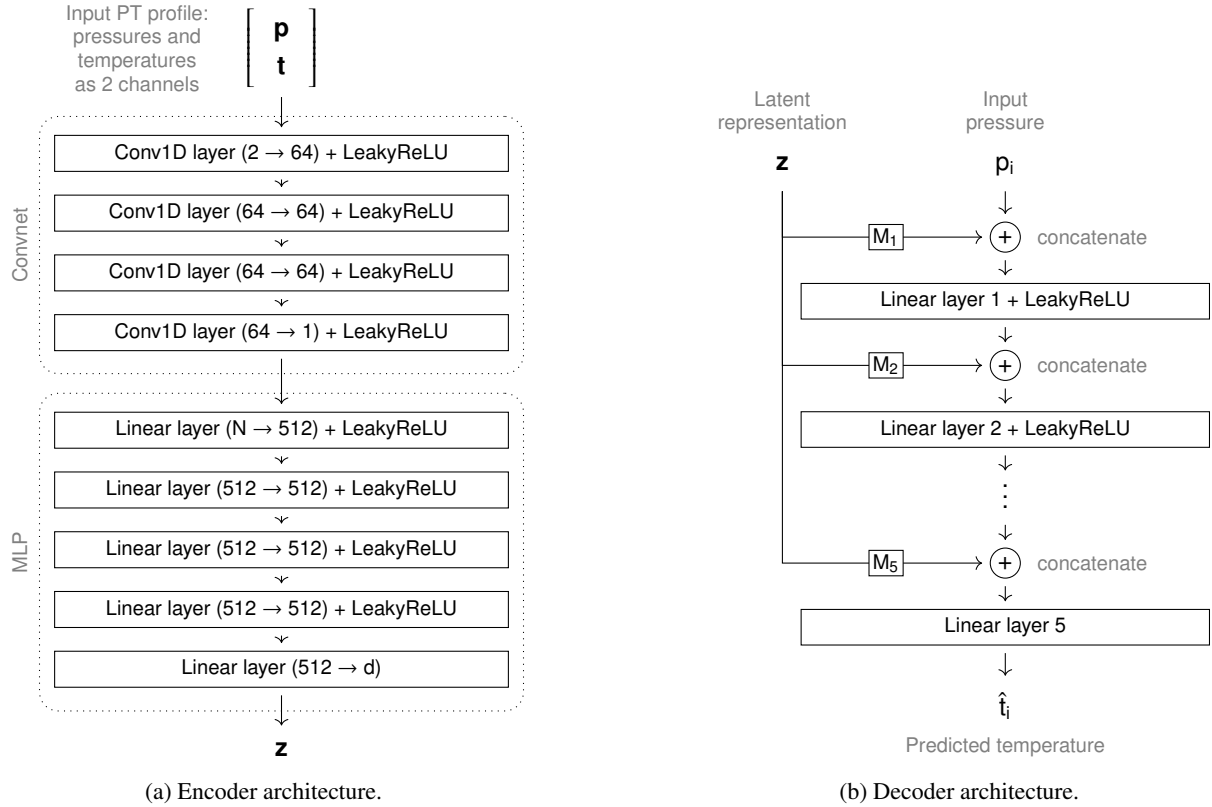 Input PT profile:
pressures and
temperatures
as 2 channels
p
t
Convnet
Conv1D layer (2 → 64) + LeakyReLU
Conv1D layer (64 → 64) + LeakyReLU
Conv1D layer (64 → 64) + LeakyReLU
Conv1D layer (64 → 1) + LeakyReLU
MLP
Linear layer (N → 512) + LeakyReLU
Linear layer (512 → 512) + LeakyReLU
Linear layer (512 → 512) + LeakyReLU
Linear layer (512 → 512) + LeakyReLU
Linear layer (512 → d)
z
(a) Encoder architecture.
Latent
representation
z
Input
pressure
pᵢ
M₁
+
concatenate
Linear layer 1 + LeakyReLU
M₂
+
concatenate
Linear layer 2 + LeakyReLU
⋮
M₅
+
concatenate
Linear layer 5
t̂ᵢ
Predicted temperature
(b) Decoder architecture.